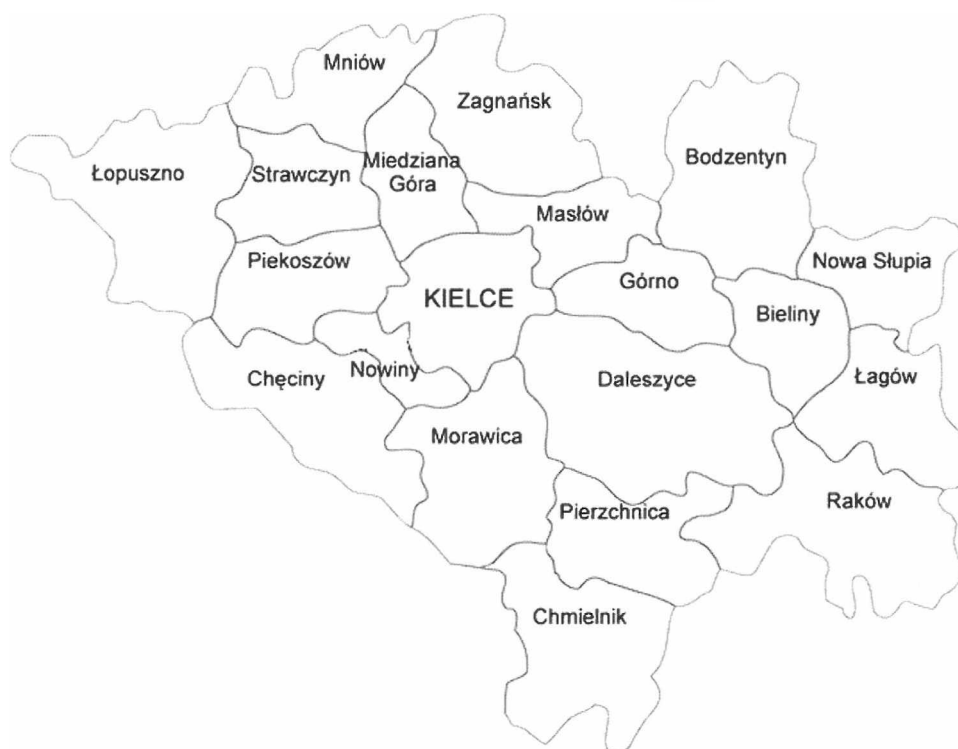 Mniów
Zagnańsk
Bodzentyn
Łopuszno
Strawczyn
Miedziana
Góra
Masłów
Piekoszów
Górno
Nowa Słupia
KIELCE
Bieliny
Chęciny
Nowiny
Daleszyce
Łagów
Morawica
Pierzchnica
Raków
Chmielnik